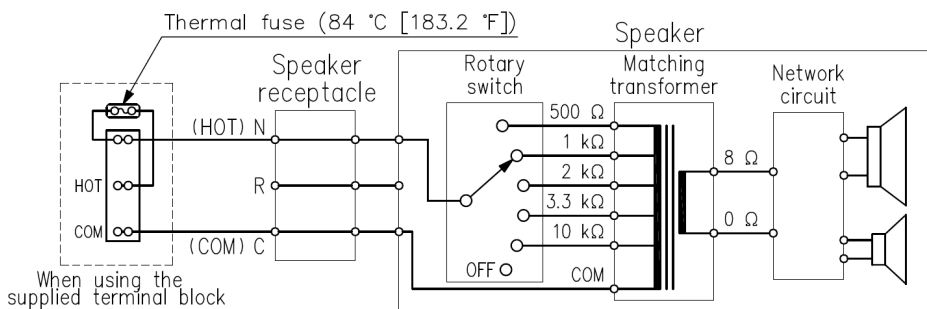 Thermal fuse (84 °C [183.2 °F])
Speaker
Speaker
receptacle
Rotary
switch
Matching
transformer
Network
circuit
(HOT) N
R
(COM) C
HOT
COM
500 Ω
1 kΩ
2 kΩ
3.3 kΩ
10 kΩ
OFF
COM
8 Ω
0 Ω
When using the
supplied terminal block